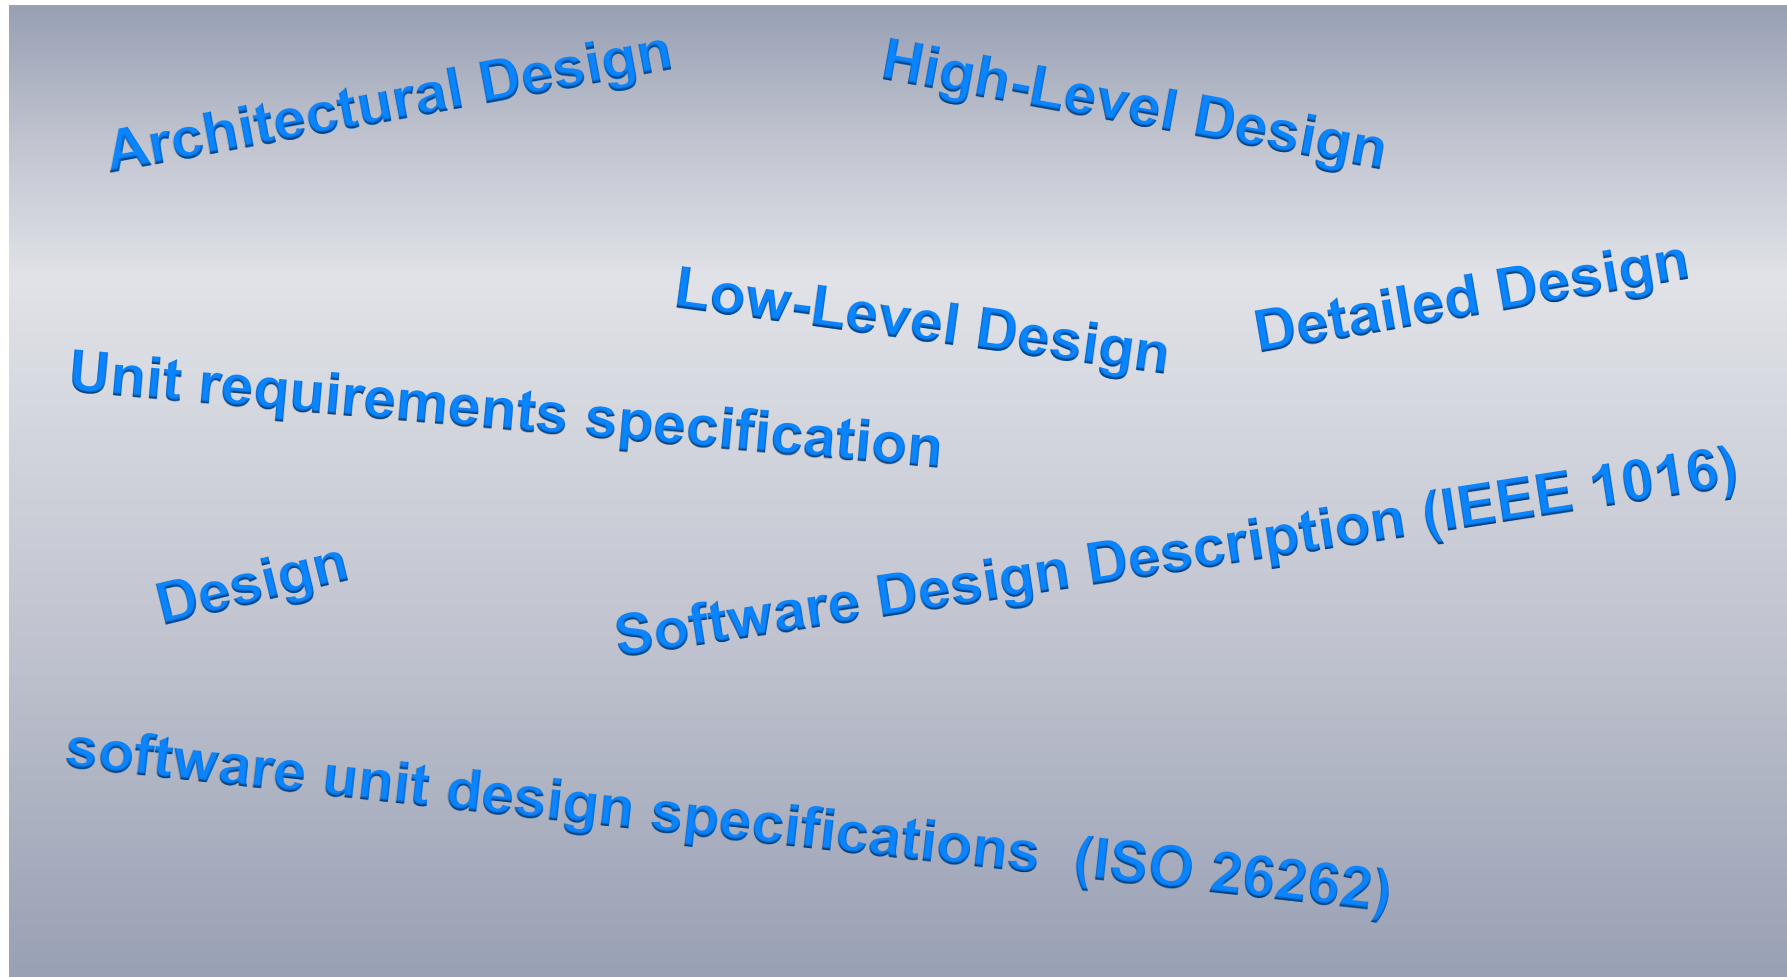 Architectural Design
High-Level Design
Low-Level Design
Detailed Design
Unit requirements specification
Software Design Description (IEEE 1016)
Design
software unit design specifications (ISO 26262)